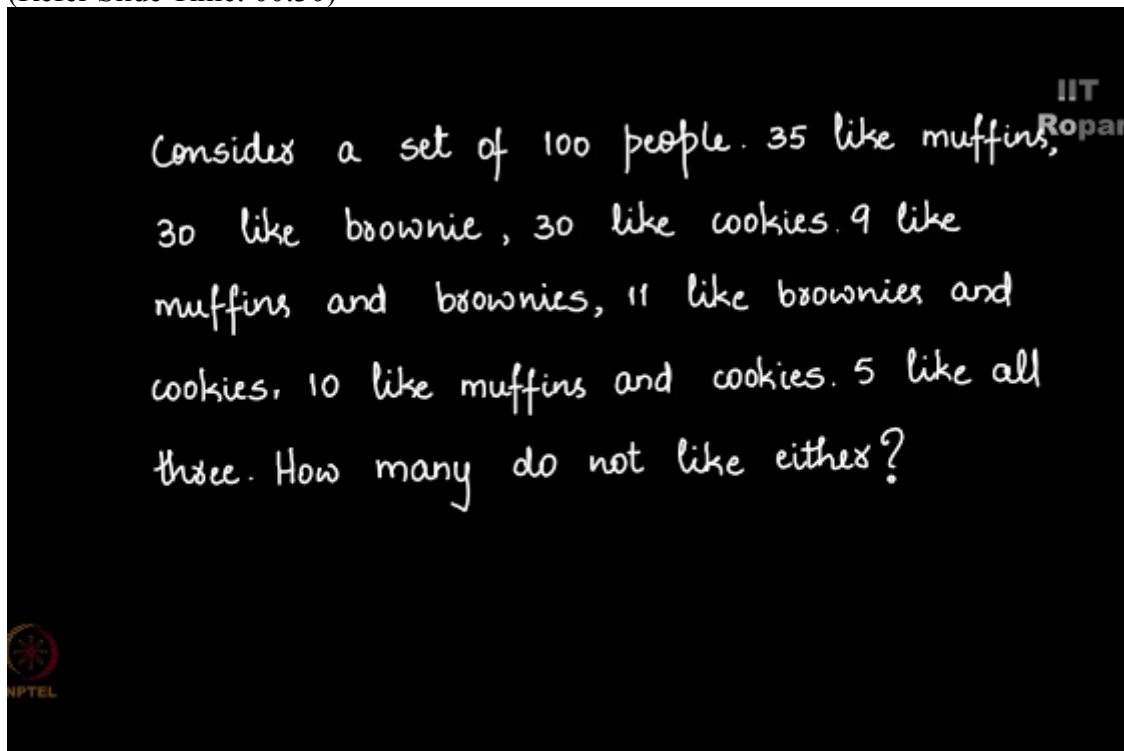 IIT
Ropar
Consider a set of 100 people. 35 like muffins,
30 like brownie, 30 like cookies. 9 like
muffins and brownies, 11 like brownies and
cookies, 10 like muffins and cookies. 5 like all
three. How many do not like either?
NPTEL